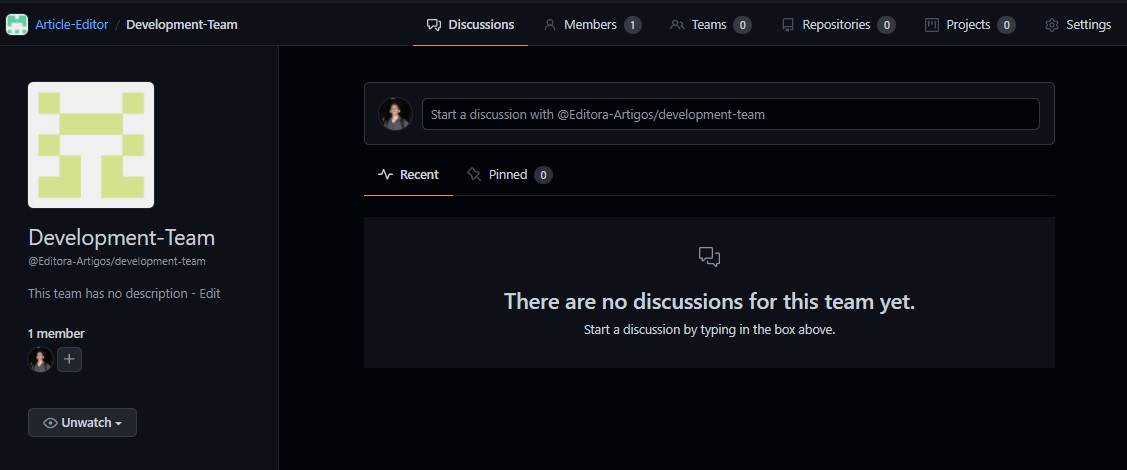 Article-Editor / Development-Team
Discussions
Members 1
Teams 0
Repositories 0
Projects 0
Settings
Development-Team
@Editora-Artigos/development-team
This team has no description - Edit
1 member
Unwatch
Start a discussion with @Editora-Artigos/development-team
Recent
Pinned 0
There are no discussions for this team yet.
Start a discussion by typing in the box above.